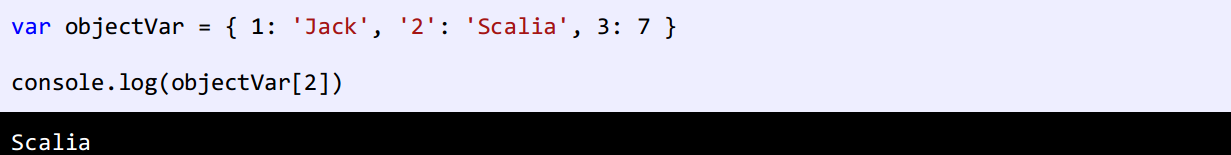 var objectVar = { 1: 'Jack', '2': 'Scalia', 3: 7 }
console.log(objectVar[2])
Scalia